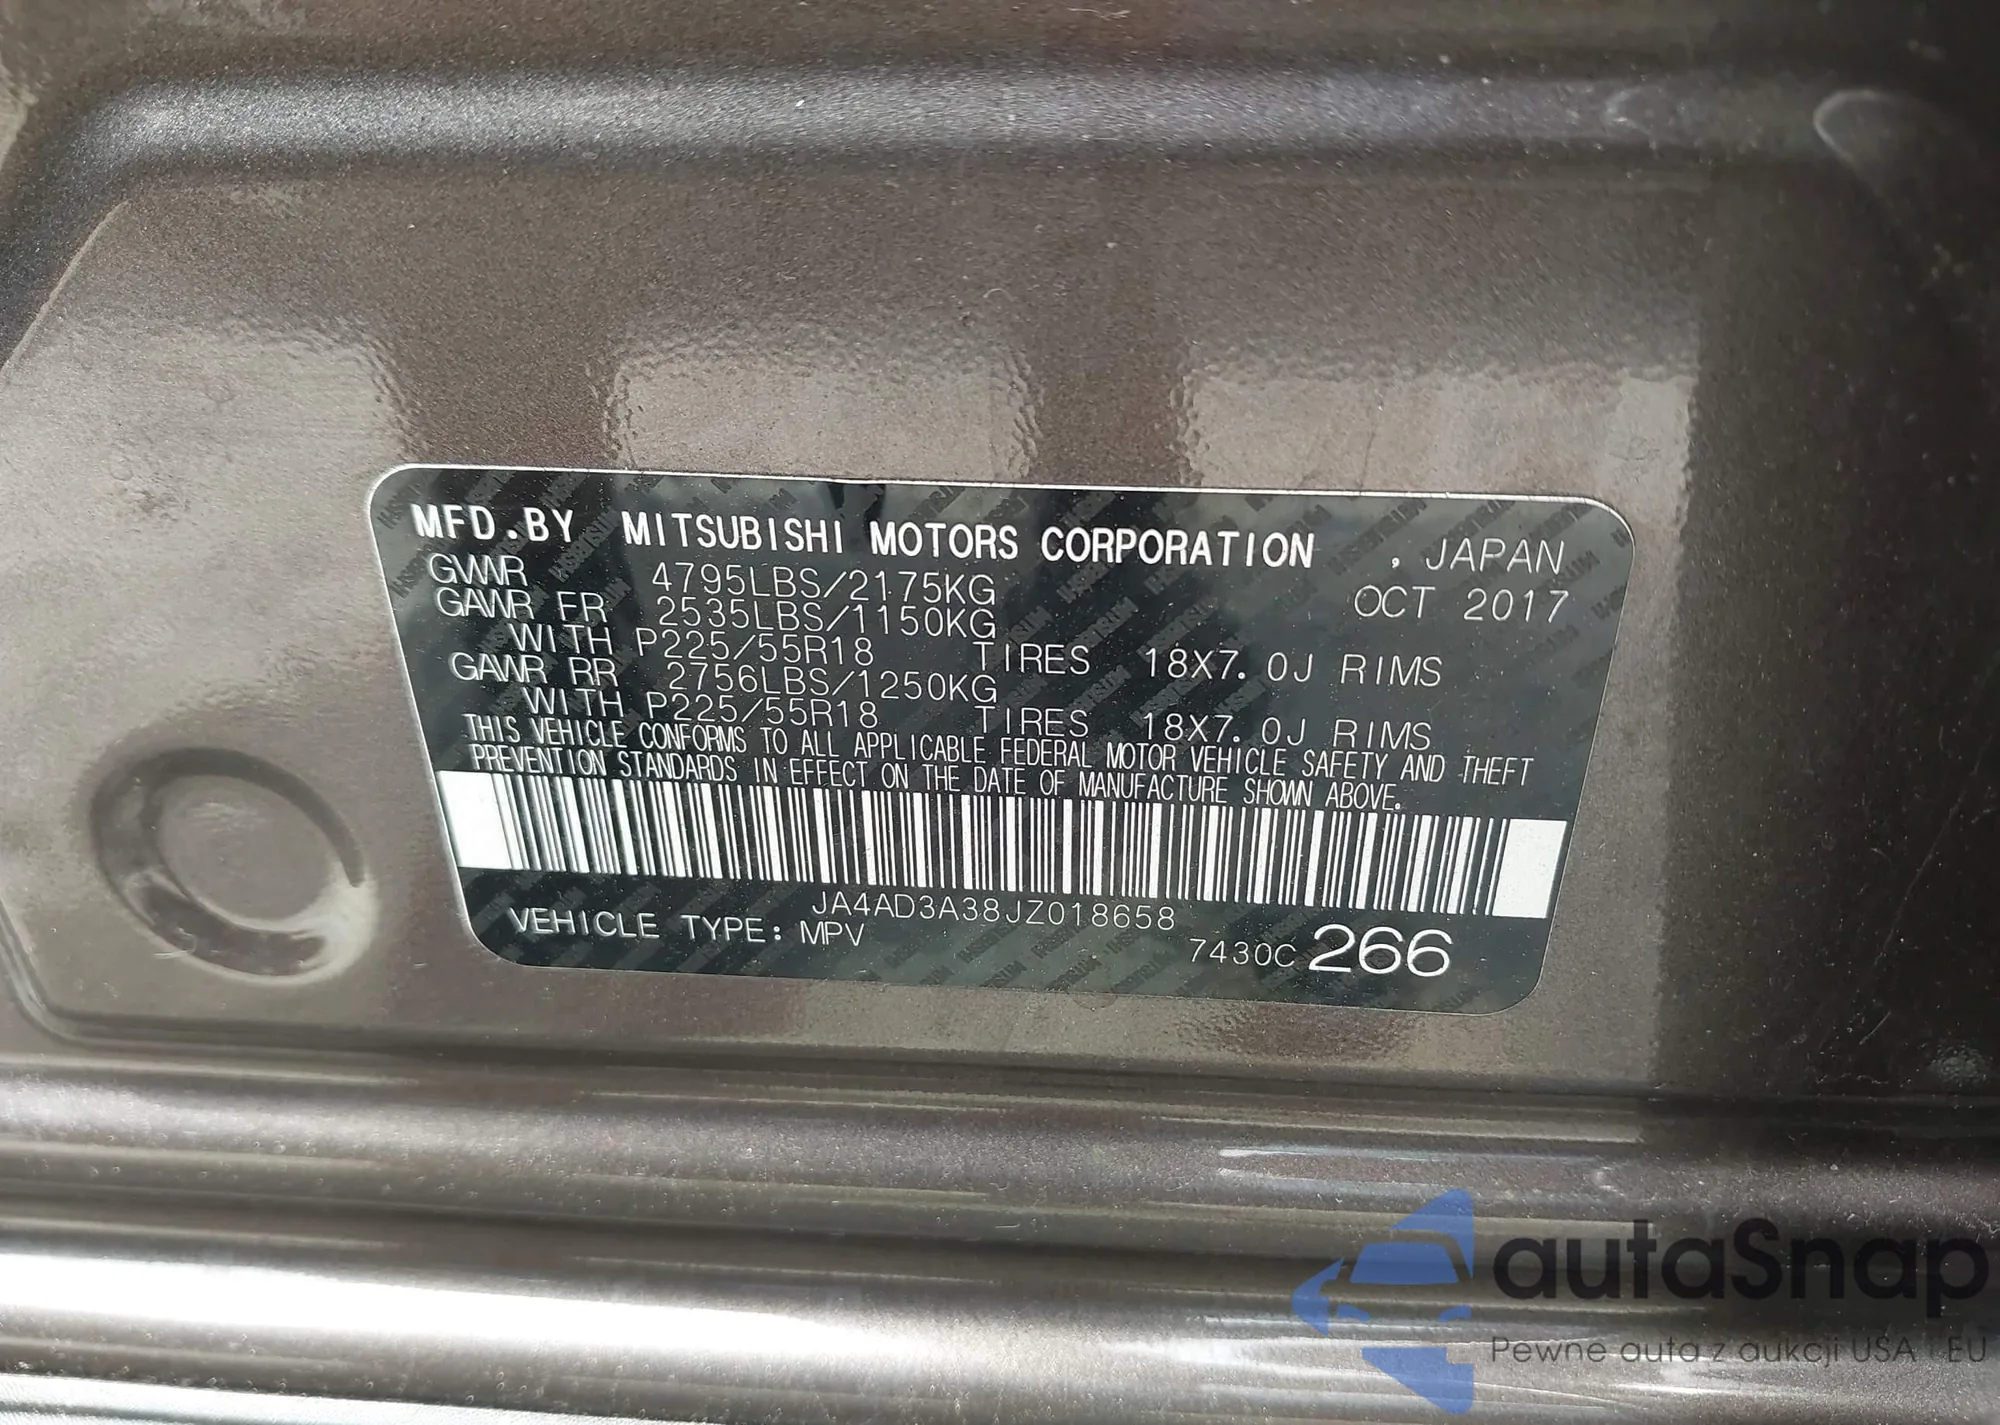 MFD.BY MITSUBISHI MOTORS CORPORATION , JAPAN
GVWR 4795LBS/2175KG OCT 2017
GAWR FR 2535LBS/1150KG
WITH P225/55R18 TIRES 18X7.0J RIMS
GAWR RR 2756LBS/1250KG
WITH P225/55R18 TIRES 18X7.0J RIMS
THIS VEHICLE CONFORMS TO ALL APPLICABLE FEDERAL MOTOR VEHICLE SAFETY AND THEFT
PREVENTION STANDARDS IN EFFECT ON THE DATE OF MANUFACTURE SHOWN ABOVE.
JA4AD3A38JZ018658
VEHICLE TYPE: MPV 7430C 266
autaSnap
Pewne auta z aukcji USA i EU